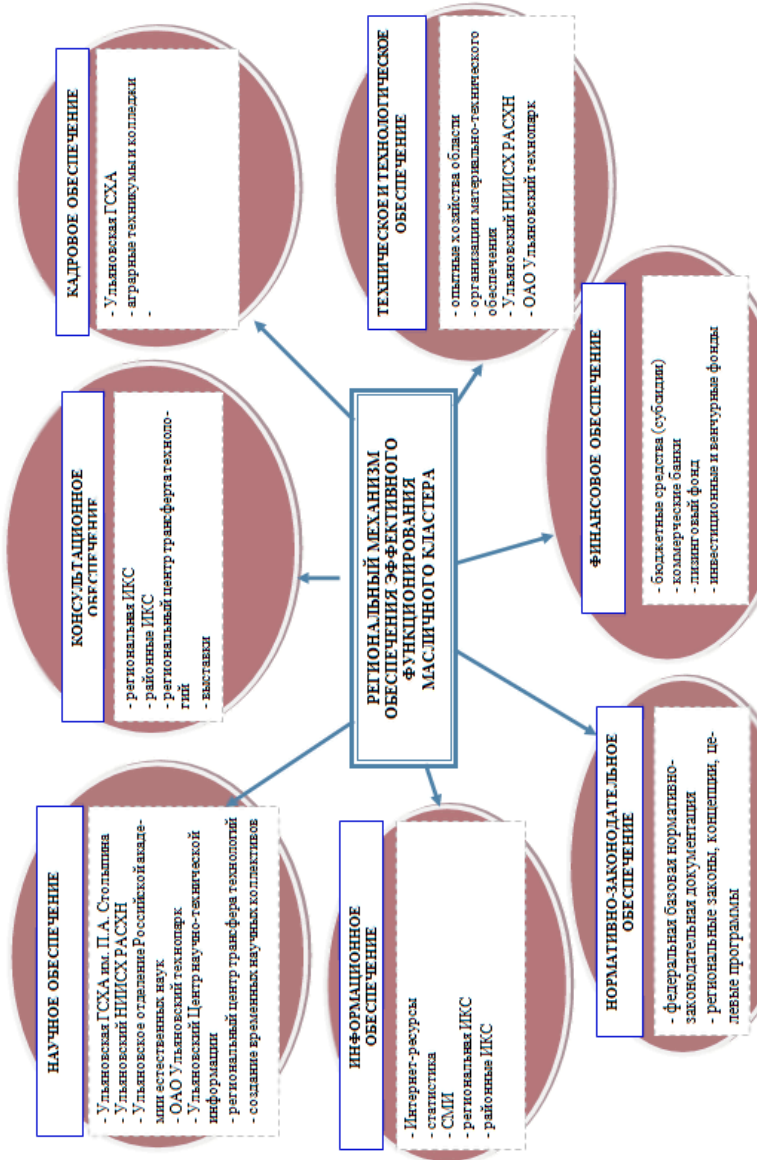 НАУЧНОЕ ОБЕСПЕЧЕНИЕ
- Ульяновская ГСХА им. П.А. Столыпина
- Ульяновский НИИСХ РАСХН
- Ульяновское отделение Российской акаде-
мии естественных наук
- ОАО Ульяновский технопарк
- Ульяновский Центр научно-технической
информации
- региональный центр трансфера технологий
- создание временных научных коллективов
КОНСУЛЬТАЦИОННОЕ
ОБЕСПЕЧЕНИЕ
- региональная ИКС
- районные ИКС
- региональный центр трансферта техноло-
гий
- выставки
КАДРОВОЕ ОБЕСПЕЧЕНИЕ
- Ульяновская ГСХА
- аграрные техникумы и колледжи
-
ИНФОРМАЦИОННОЕ
ОБЕСПЕЧЕНИЕ
- Интернет-ресурсы
- статистика
- СМИ
- региональная ИКС
- районные ИКС
РЕГИОНАЛЬНЫЙ МЕХАНИЗМ
ОБЕСПЕЧЕНИЯ ЭФФЕКТИВНОГО
ФУНКЦИОНИРОВАНИЯ
МАСЛИЧНОГО КЛАСТЕРА
ТЕХНИЧЕСКОЕ И ТЕХНОЛОГИЧЕСКОЕ
ОБЕСПЕЧЕНИЕ
- опытные хозяйства области
- организации материально-технического
обеспечения
- Ульяновский НИИСХ РАСХН
- ОАО Ульяновский технопарк
НОРМАТИВНО-ЗАКОНОДАТЕЛЬНОЕ
ОБЕСПЕЧЕНИЕ
- федеральная базовая нормативно-
законодательная документация
- региональные законы, концепции, це-
левые программы
ФИНАНСОВОЕ ОБЕСПЕЧЕНИЕ
- бюджетные средства (субсидии)
- коммерческие банки
- лизинговый фонд
- инвестиционные и венчурные фонды